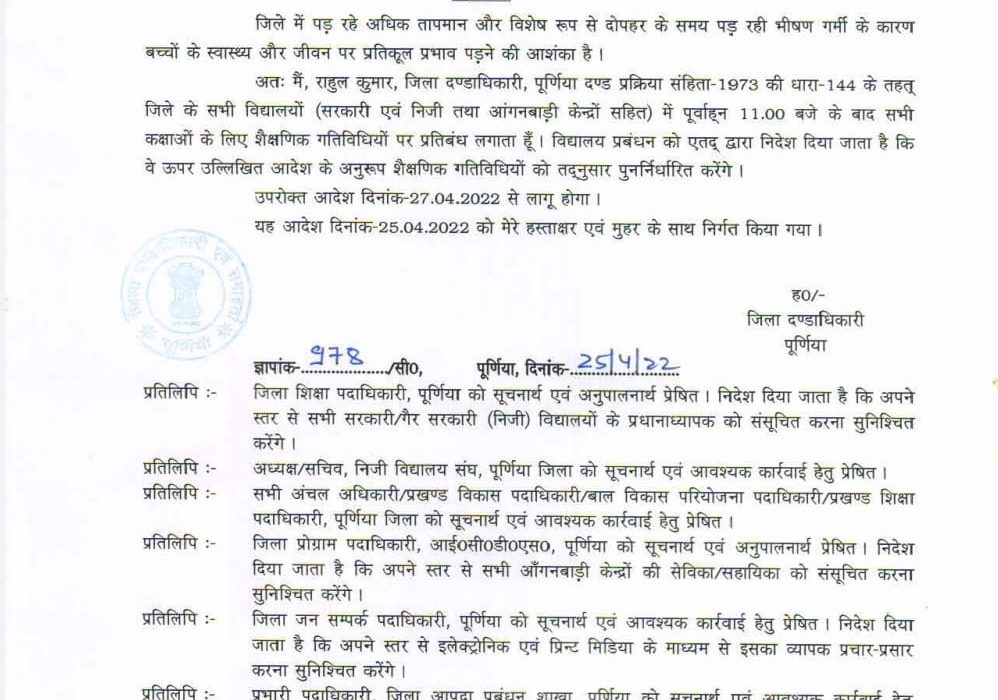 जिले में पड़ रहे अधिक तापमान और विशेष रूप से दोपहर के समय पड़ रही भीषण गर्मी के कारण
बच्चों के स्वास्थ्य और जीवन पर प्रतिकूल प्रभाव पड़ने की आशंका है ।
अतः मैं, राहुल कुमार, जिला दण्डाधिकारी, पूर्णिया दण्ड प्रक्रिया संहिता-1973 की धारा-144 के तहत्
जिले के सभी विद्यालयों (सरकारी एवं निजी तथा आंगनबाड़ी केन्द्रों सहित) में पूर्वाह्न 11.00 बजे के बाद सभी
कक्षाओं के लिए शैक्षणिक गतिविधियों पर प्रतिबंध लगाता हूँ । विद्यालय प्रबंधन को एतद् द्वारा निदेश दिया जाता है कि
वे ऊपर उल्लिखित आदेश के अनुरूप शैक्षणिक गतिविधियों को तद्नुसार पुनर्निर्धारित करेंगे ।
उपरोक्त आदेश दिनांक-27.04.2022 से लागू होगा ।
यह आदेश दिनांक-25.04.2022 को मेरे हस्ताक्षर एवं मुहर के साथ निर्गत किया गया ।
जिला दण्डाधिकारी एवं समाहर्ता
पूर्णिया
ह0/-
जिला दण्डाधिकारी
पूर्णिया
ज्ञापांक-978/सी0, पूर्णिया, दिनांक-25/4/22
प्रतिलिपि :- जिला शिक्षा पदाधिकारी, पूर्णिया को सूचनार्थ एवं अनुपालनार्थ प्रेषित । निदेश दिया जाता है कि अपने
स्तर से सभी सरकारी/गैर सरकारी (निजी) विद्यालयों के प्रधानाध्यापक को संसूचित करना सुनिश्चित
करेंगे ।
प्रतिलिपि :- अध्यक्ष/सचिव, निजी विद्यालय संघ, पूर्णिया जिला को सूचनार्थ एवं आवश्यक कार्रवाई हेतु प्रेषित ।
प्रतिलिपि :- सभी अंचल अधिकारी/प्रखण्ड विकास पदाधिकारी/बाल विकास परियोजना पदाधिकारी/प्रखण्ड शिक्षा
पदाधिकारी, पूर्णिया जिला को सूचनार्थ एवं आवश्यक कार्रवाई हेतु प्रेषित ।
प्रतिलिपि :- जिला प्रोग्राम पदाधिकारी, आई0सी0डी0एस0, पूर्णिया को सूचनार्थ एवं अनुपालनार्थ प्रेषित । निदेश
दिया जाता है कि अपने स्तर से सभी आँगनबाड़ी केन्द्रों की सेविका/सहायिका को संसूचित करना
सुनिश्चित करेंगे ।
प्रतिलिपि :- जिला जन सम्पर्क पदाधिकारी, पूर्णिया को सूचनार्थ एवं आवश्यक कार्रवाई हेतु प्रेषित । निदेश दिया
जाता है कि अपने स्तर से इलेक्ट्रोनिक एवं प्रिन्ट मिडिया के माध्यम से इसका व्यापक प्रचार-प्रसार
करना सुनिश्चित करेंगे ।
प्रतिलिपि :- प्रभारी पदाधिकारी, जिला आपदा प्रबंधन शाखा, पूर्णिया को सूचनार्थ एवं आवश्यक कार्रवाई हेतु